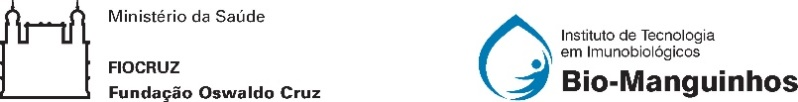 Ministério da Saúde
FIOCRUZ
Fundação Oswaldo Cruz
Instituto de Tecnologia
em Imunobiológicos
Bio-Manguinhos